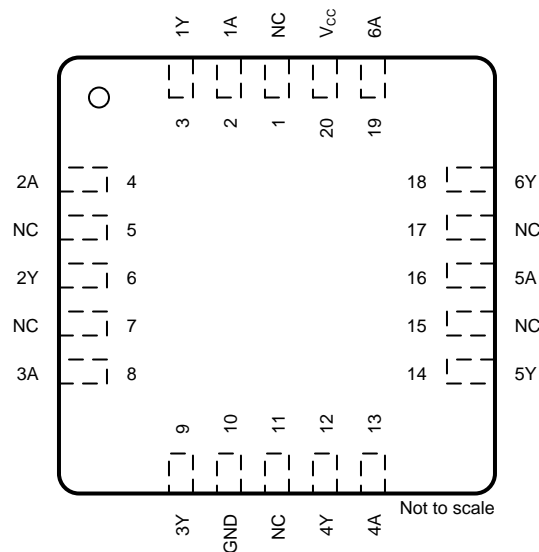 1Y 1A NC VCC 6A
3 2 1 20 19
2A 4 18 6Y
NC 5 17 NC
2Y 6 16 5A
NC 7 15 NC
3A 8 14 5Y
9 10 11 12 13
3Y GND NC 4Y 4A
Not to scale